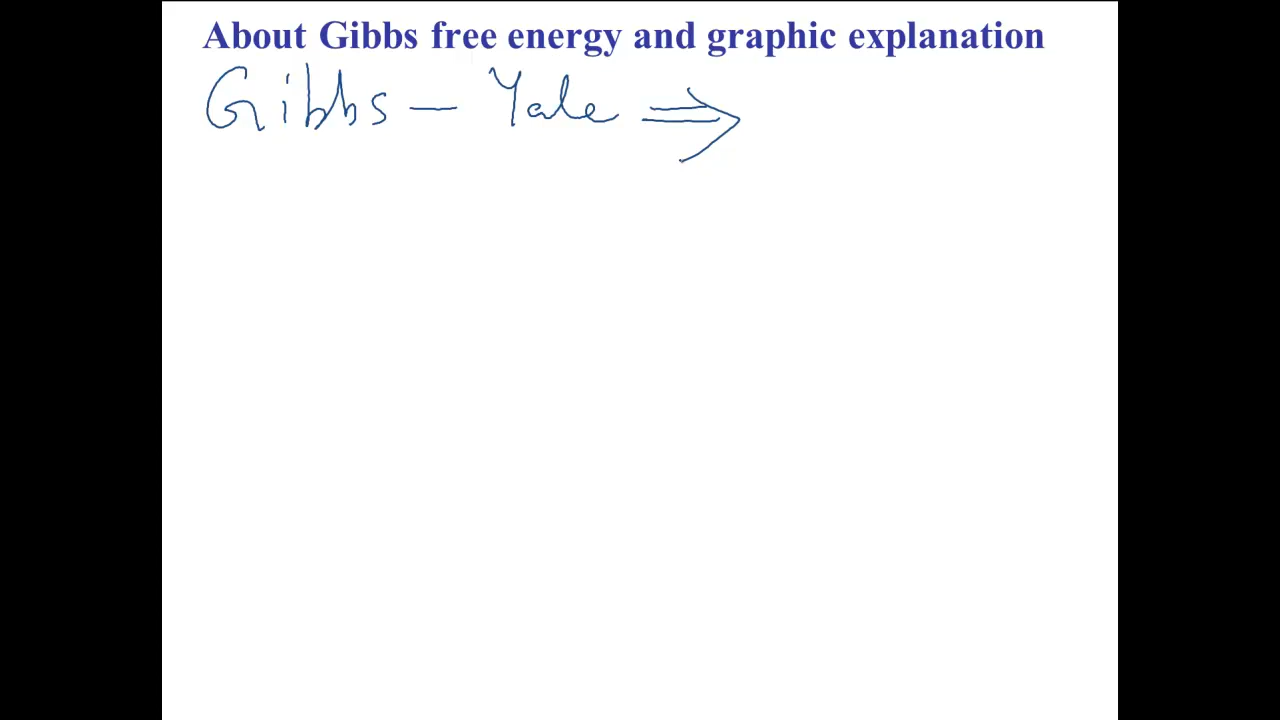 About Gibbs free energy and graphic explanation
Gibbs – Yale ⇒